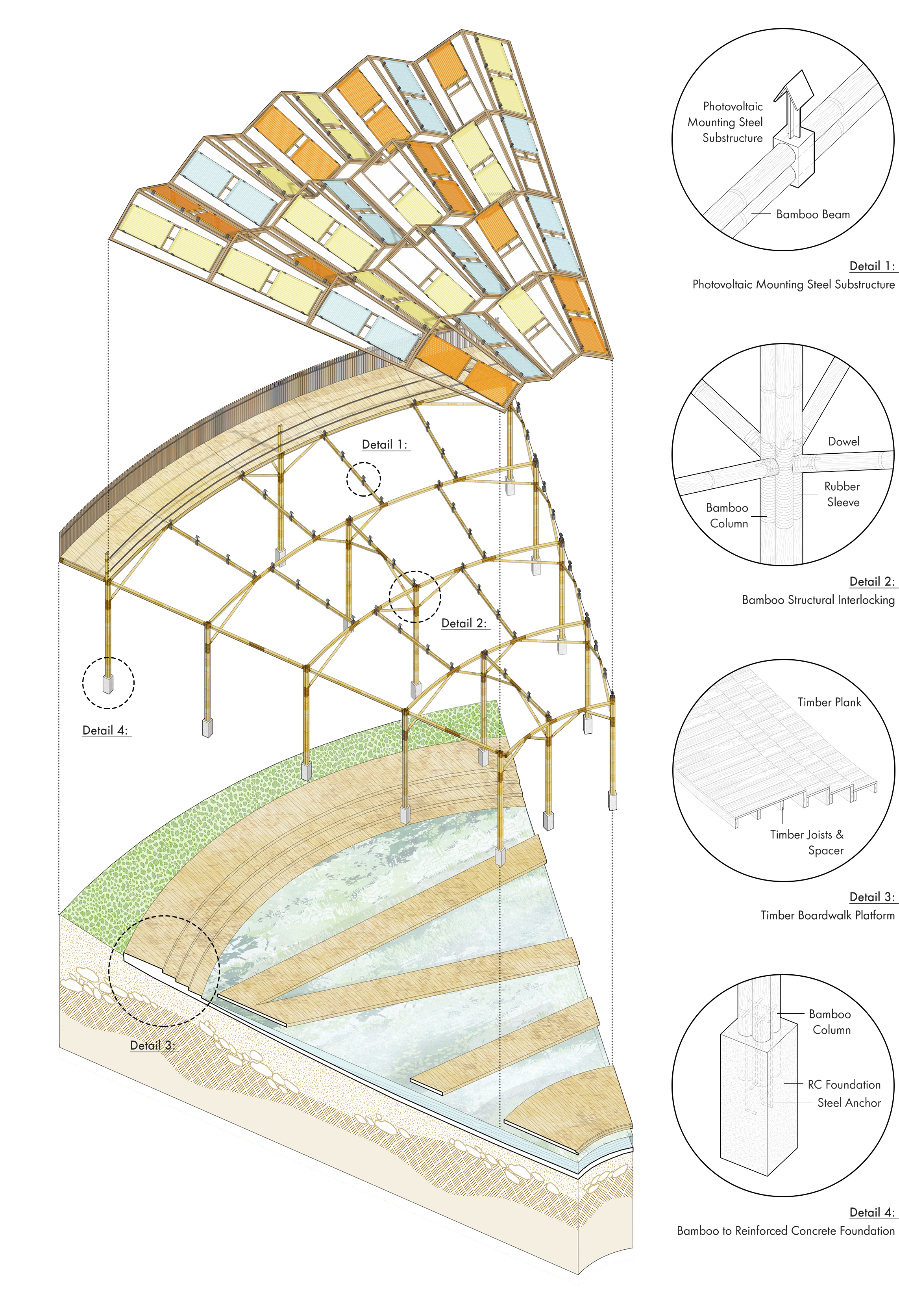 Photovoltaic
Mounting Steel
Substructure
Bamboo Beam
Detail 1:
Photovoltaic Mounting Steel Substructure
Detail 1:
Detail 2:
Detail 4:
Dowel
Rubber
Sleeve
Bamboo
Column
Detail 2:
Bamboo Structural Interlocking
Timber Plank
Timber Joists &
Spacer
Detail 3:
Timber Boardwalk Platform
Detail 3:
Bamboo
Column
RC Foundation
Steel Anchor
Detail 4:
Bamboo to Reinforced Concrete Foundation